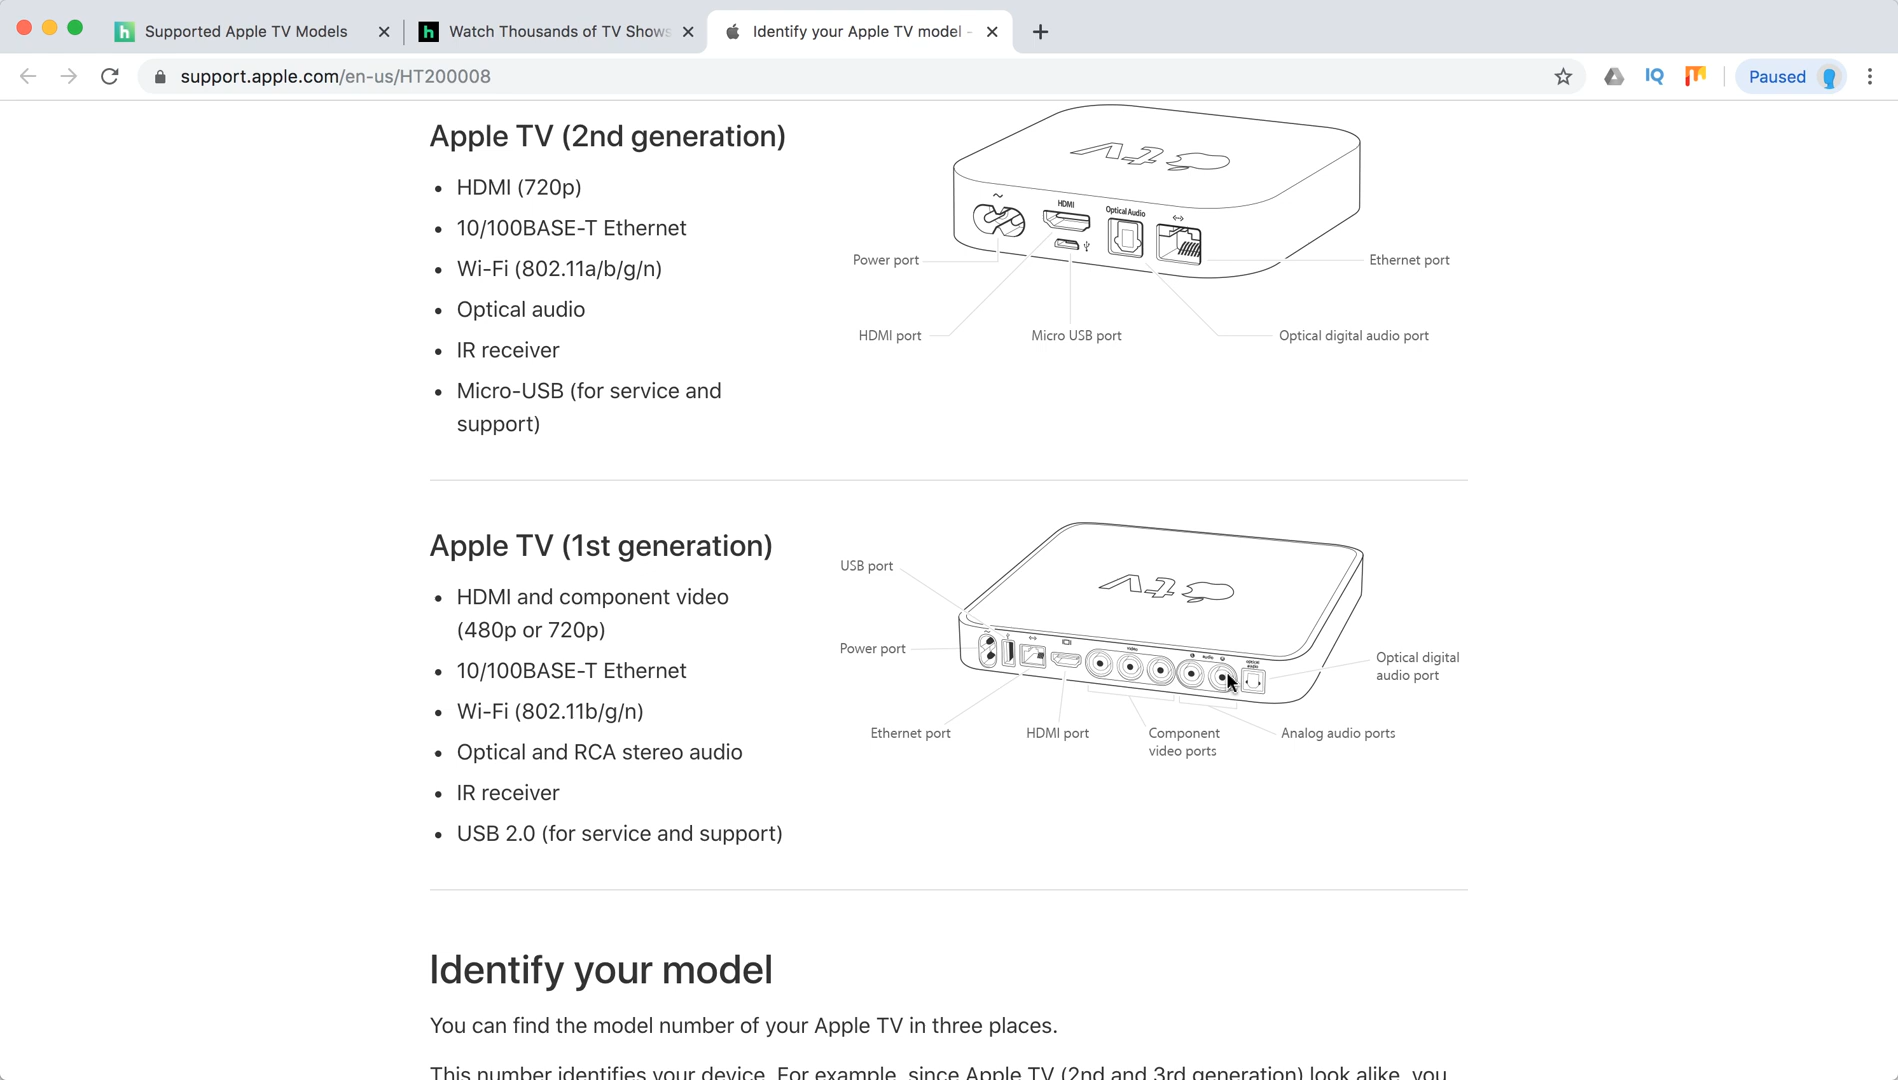 Supported Apple TV Models
Watch Thousands of TV Shows
Identify your Apple TV model -
support.apple.com/en-us/HT200008
IQ
Paused
Apple TV (2nd generation)
• HDMI (720p)
• 10/100BASE-T Ethernet
• Wi-Fi (802.11a/b/g/n)
• Optical audio
• IR receiver
• Micro-USB (for service and
support)
tv
HDMI
Optical Audio
Power port
Ethernet port
HDMI port
Micro USB port
Optical digital audio port
Apple TV (1st generation)
• HDMI and component video
(480p or 720p)
• 10/100BASE-T Ethernet
• Wi-Fi (802.11b/g/n)
• Optical and RCA stereo audio
• IR receiver
• USB 2.0 (for service and support)
USB port
tv
Power port
Video
Audio
optical
audio
Optical digital
audio port
Ethernet port
HDMI port
Component
video ports
Analog audio ports
Identify your model
You can find the model number of your Apple TV in three places.
This number identifies your device. For example, since Apple TV (2nd and 3rd generation) look alike, you